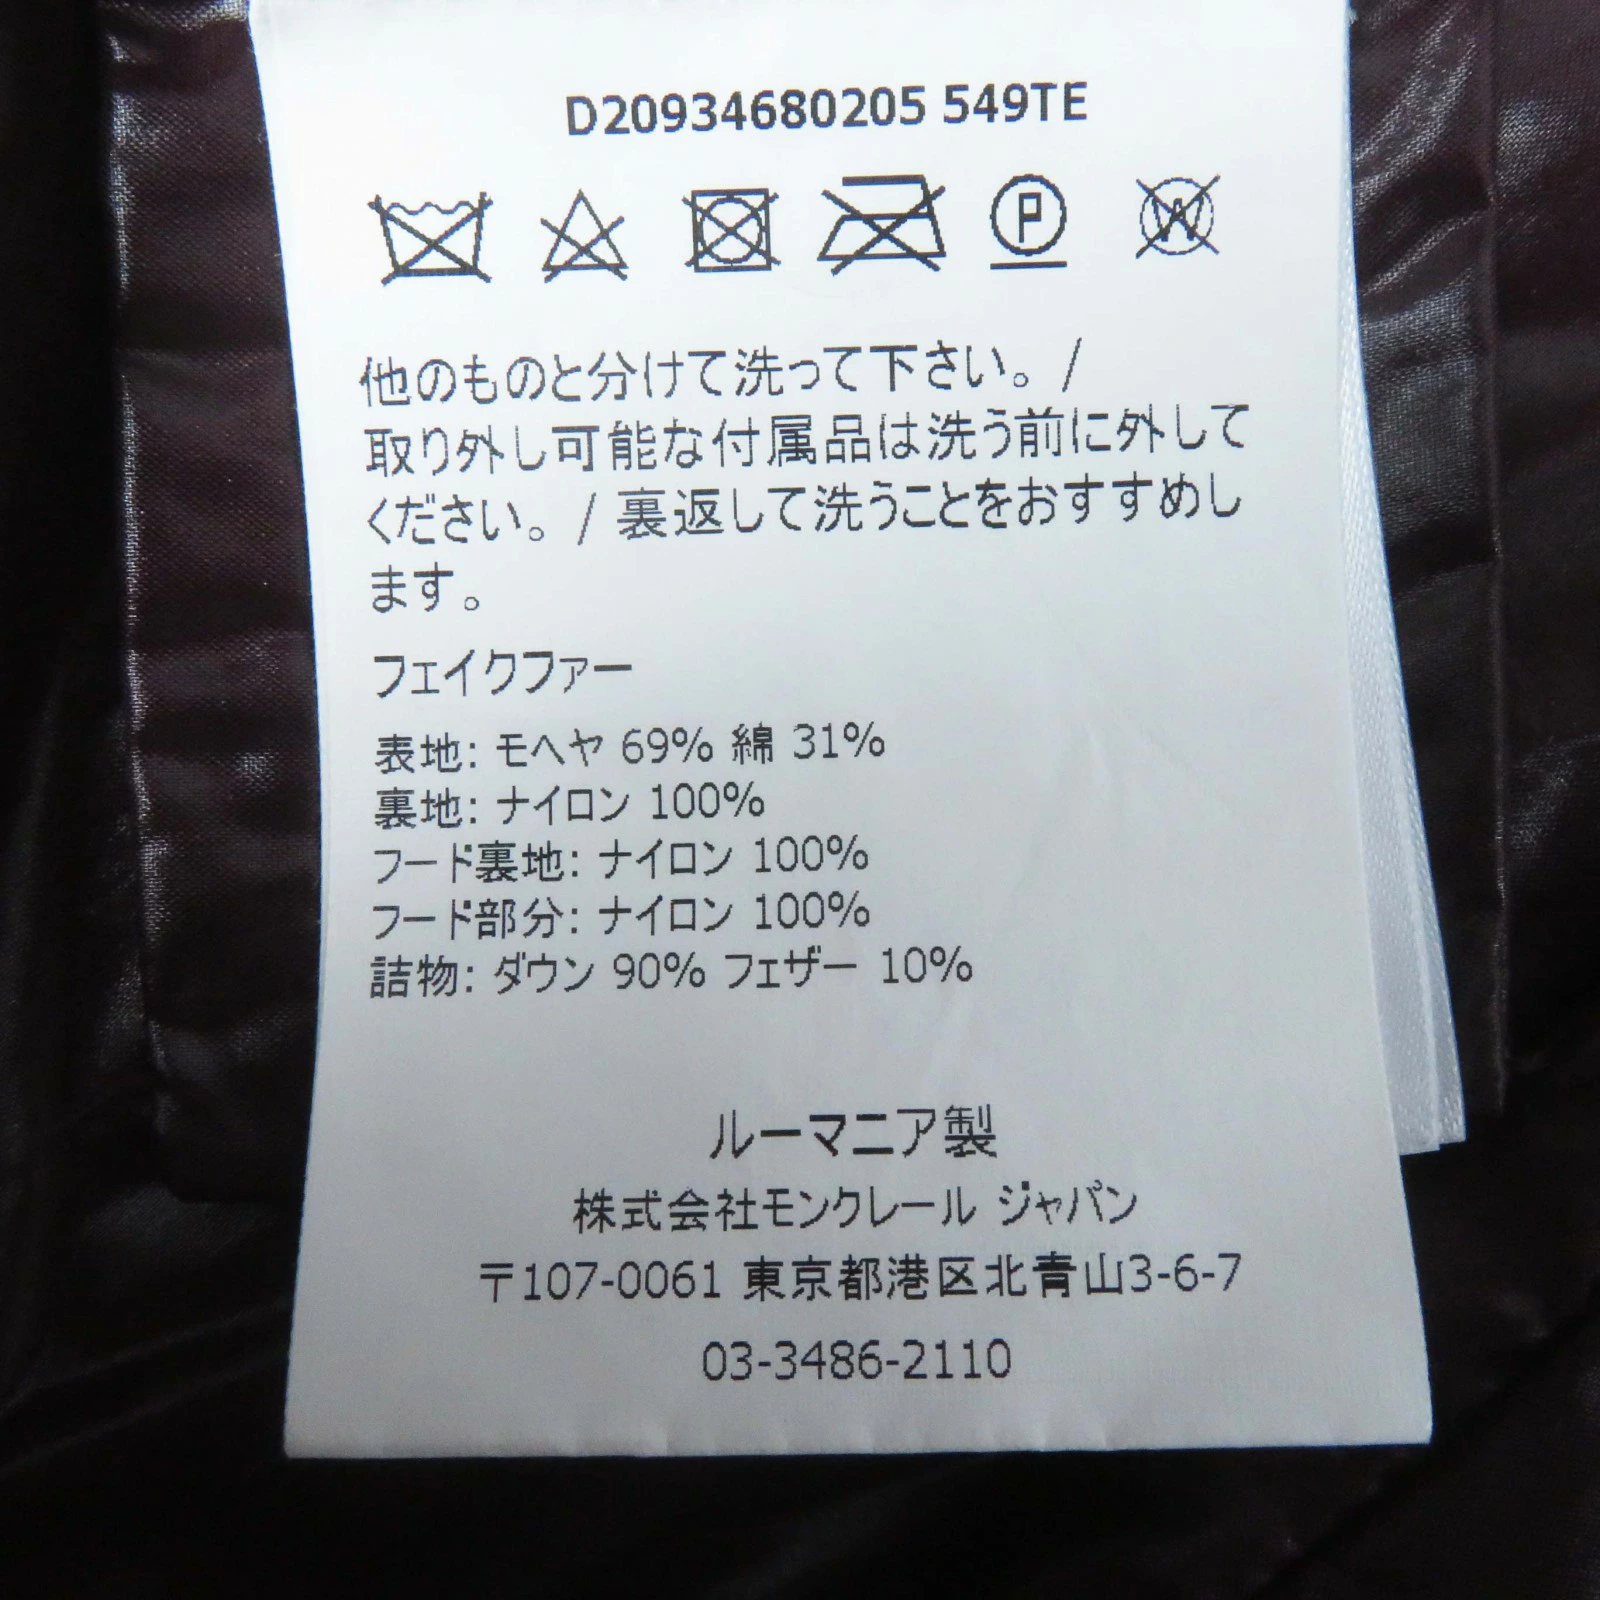 D20934680205 549TE
P W
他のものと分けて洗って下さい。/
取り外し可能な付属品は洗う前に外して
ください。/ 裏返して洗うことをおすすめし
ます。
フェイクファー
表地: モヘヤ 69% 綿 31%
裏地: ナイロン 100%
フード裏地: ナイロン 100%
フード部分: ナイロン 100%
詰物: ダウン 90% フェザー 10%
ルーマニア製
株式会社モンクレール ジャパン
〒107-0061 東京都港区北青山3-6-7
03-3486-2110